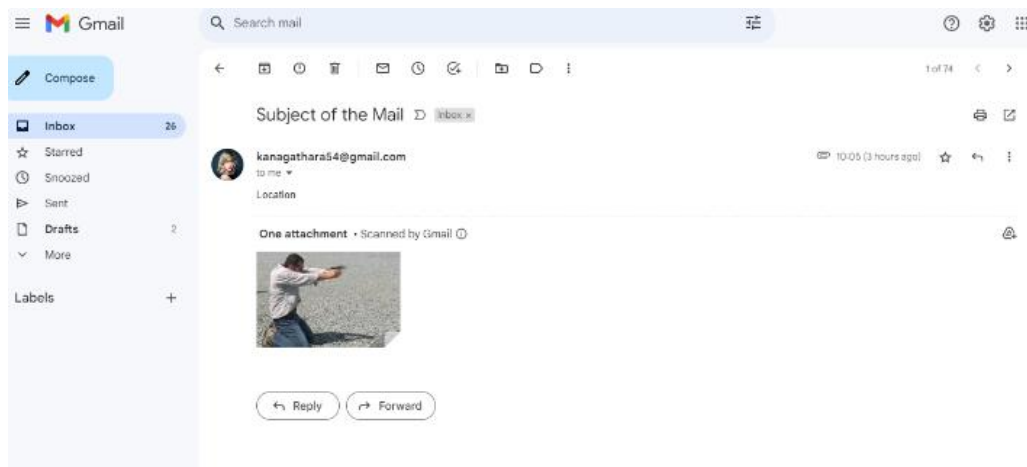 Gmail
Search mail
Compose
1 of 74
Subject of the Mail Inbox x
Inbox 26
Starred
kanagathara54@gmail.com 10:05 (3 hours ago)
to me
Snoozed
Location
Sent
Drafts 2
One attachment • Scanned by Gmail
More
Labels +
Reply Forward